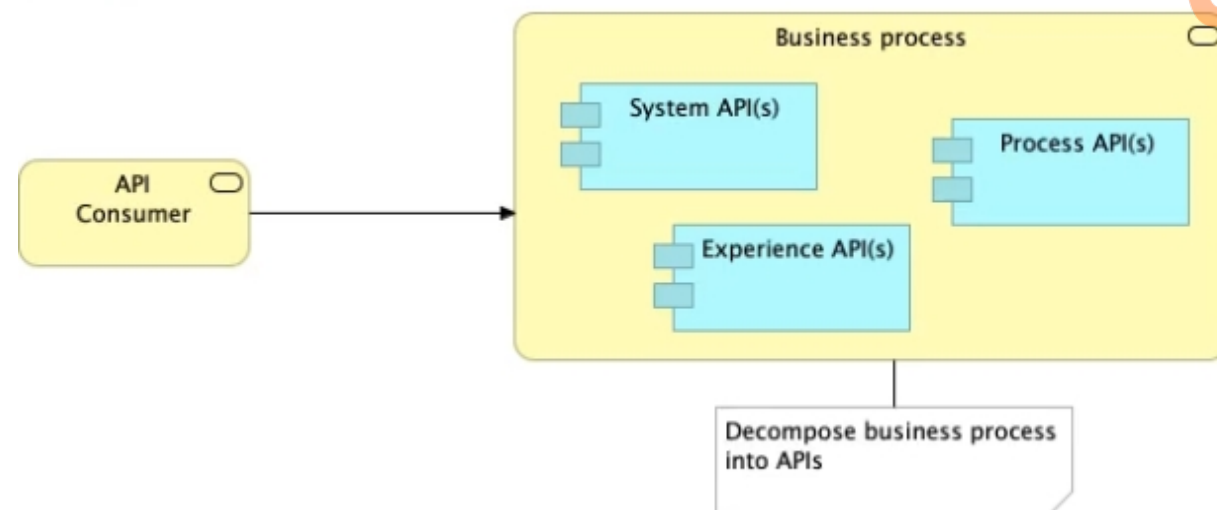 Business process
System API(s)
Process API(s)
API
Consumer
Experience API(s)
Decompose business process
into APIs